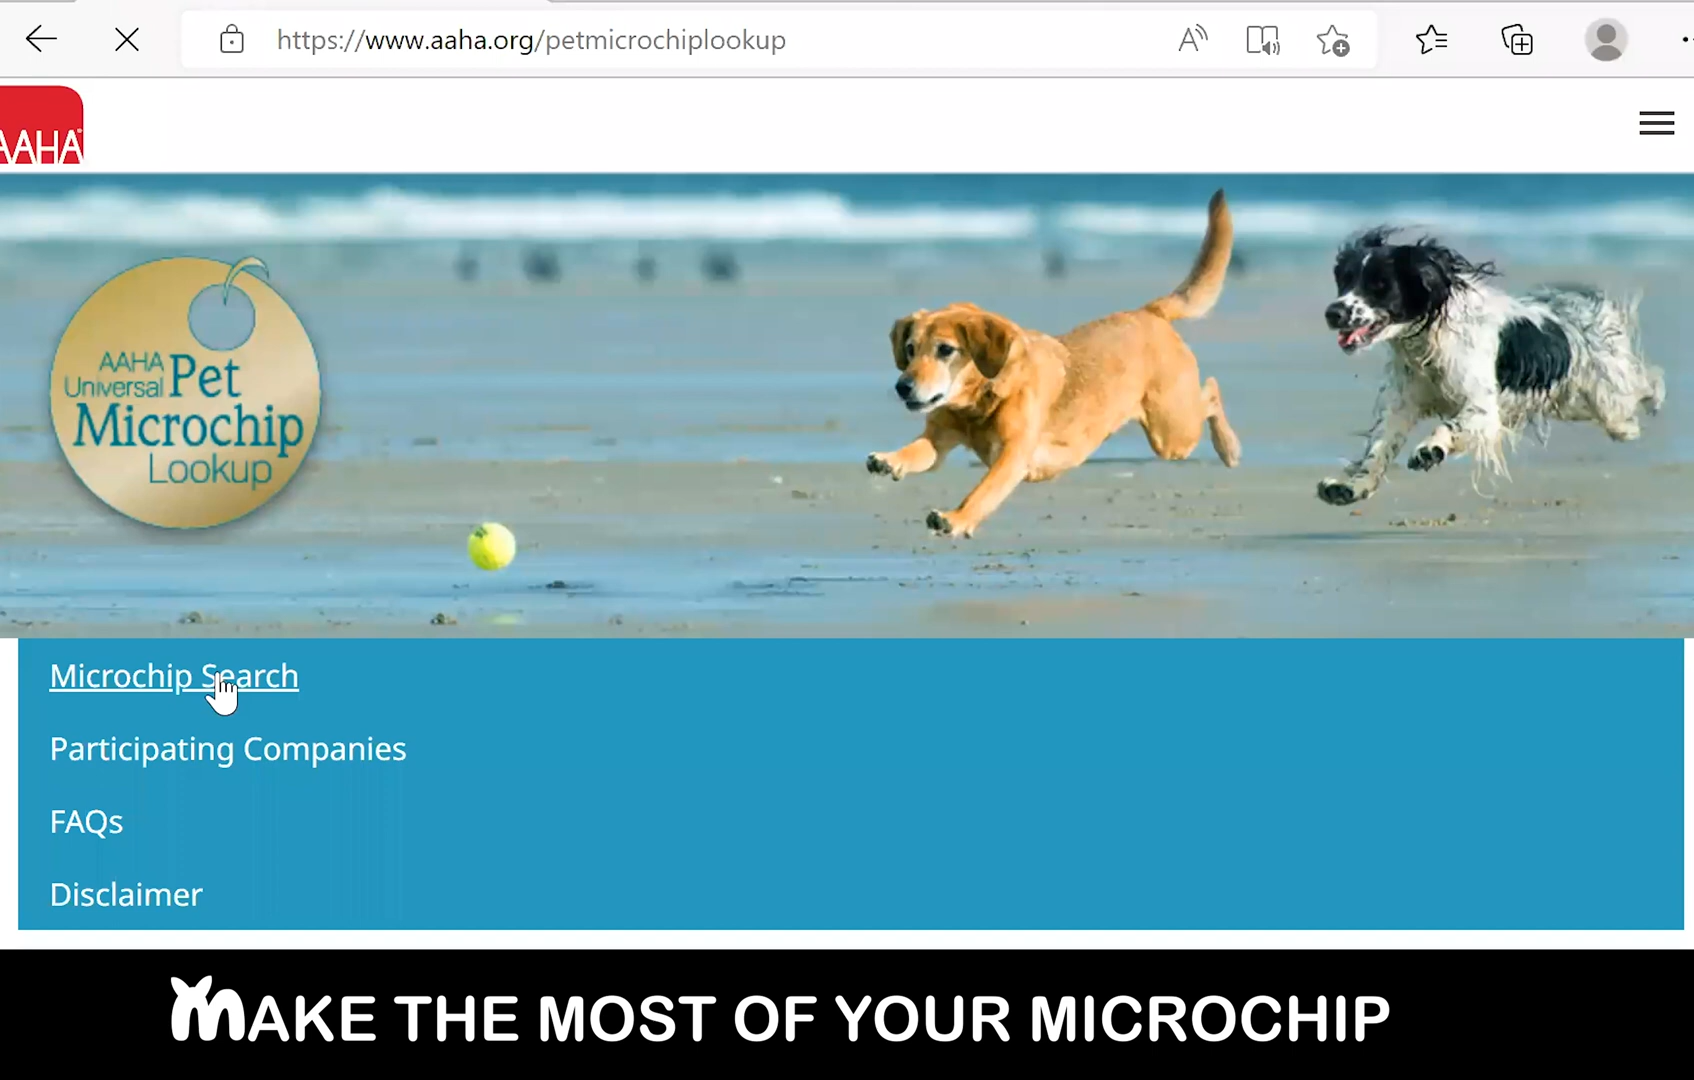 https://www.aaha.org/petmicrochiplookup
AAHA
AAHA
Universal Pet
Microchip
Lookup
Microchip Search
Participating Companies
FAQs
Disclaimer
MAKE THE MOST OF YOUR MICROCHIP